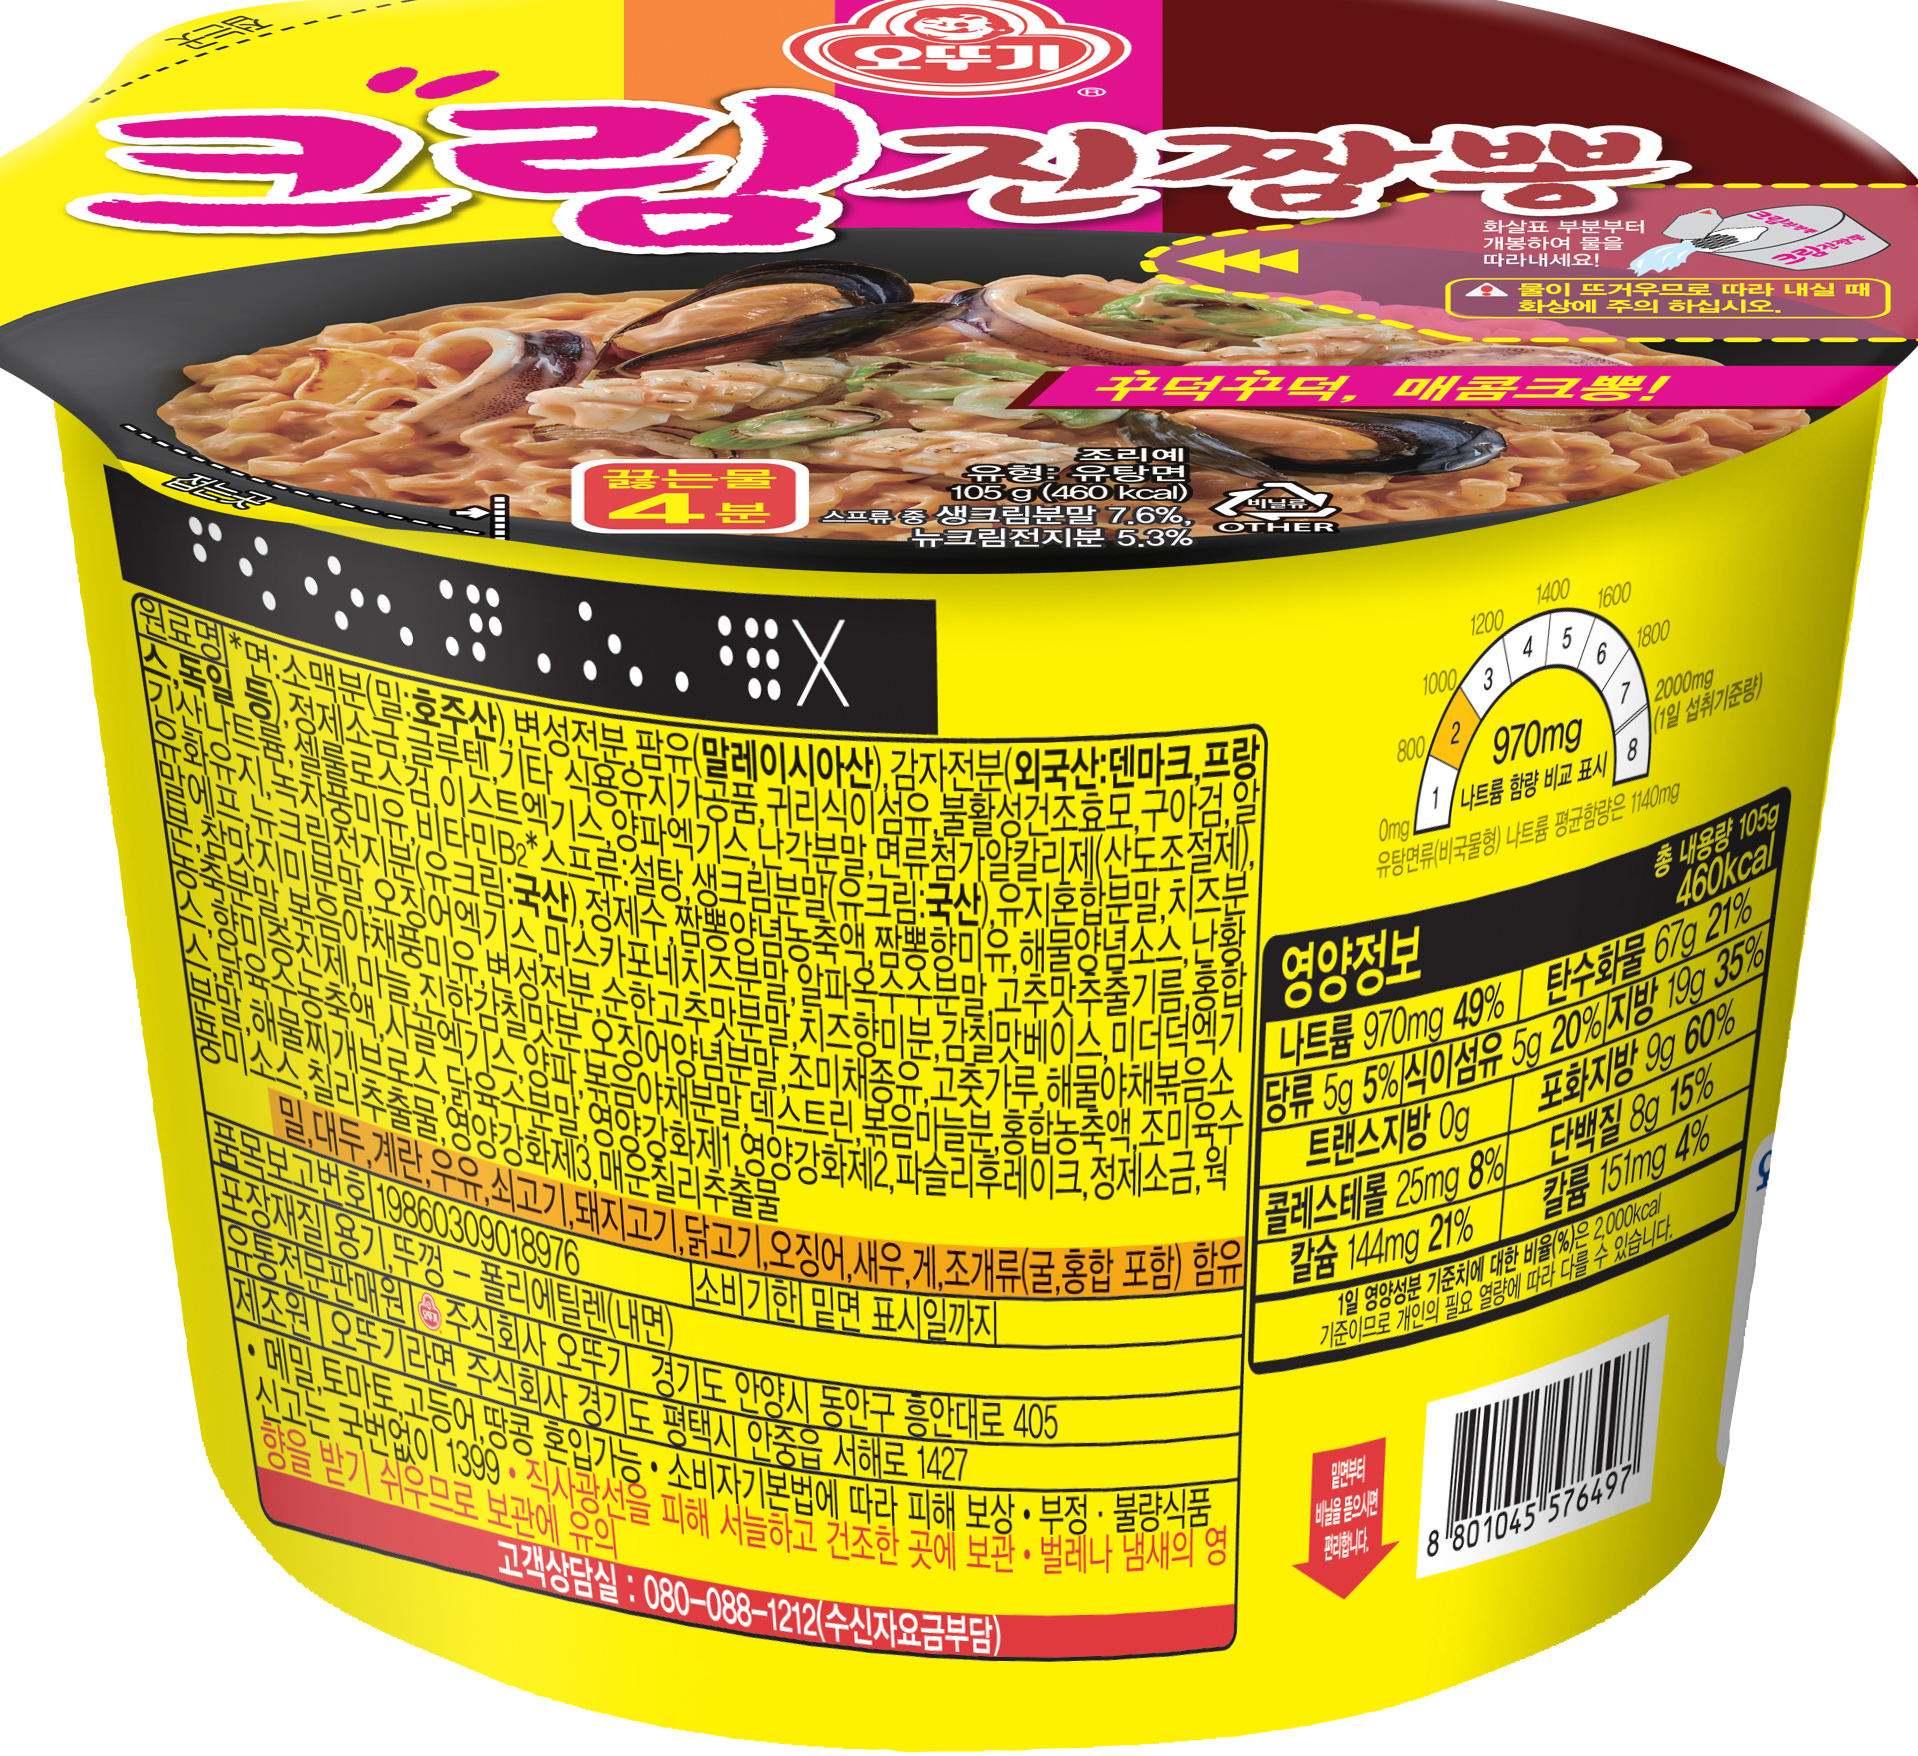 접는곳
오뚜기
®
크림진짬뽕
화살표 부분부터
개봉하여 물을
따라내세요!
크림진짬뽕
크림진짬뽕
물이 뜨거우므로 따라 내실 때
화상에 주의 하십시오.
꾸덕꾸덕, 매콤크뽕!
조리예
유형: 유탕면
105 g (460 kcal)
스프류 중 생크림분말 7.6%,
뉴크림전지분 5.3%
비닐류
OTHER
끓는물
4분
접는곳
원료명 *면:소맥분(밀:호주산),변성전분,팜유(말레이시아산),감자전분(외국산:덴마크,프랑
스,독일 등),정제소금,글루텐,기타 식용유지가공품,귀리식이섬유,불활성건조효모,구아검,알
기산나트륨,셀룰로스검,이스트엑기스,양파엑기스,난각분말,면류첨가알칼리제(산도조절제),
유화유지,녹차풍미유,비타민B₂*스프류:설탕,생크림분말(유크림:국산),유지혼합분말,치즈분
말에프,뉴크림전지분(유크림:국산),정제수,짬뽕양념농축액,짬뽕향미유,해물양념소스,난황
분,참맛지미분말,오징어엑기스,마스카포네치즈분말,알파옥수수분말,고추맛추출기름,홍합
농축분말,볶음야채풍미유,변성전분,순한고추맛분말,치즈향미분,감칠맛베이스,미더덕엑기
스,향미증진제,마늘,진하감칠맛분,오징어양념분말,조미채종유,고춧가루,해물야채볶음소
스,닭육수농축액,사골엑기스,양파,볶음야채분말,덱스트린,볶음마늘분,홍합농축액,조미육수
분말,해물찌개브로스,닭육수분말,영양강화제1,영양강화제2,파슬리후레이크,정제소금,웍
풍미소스,칠리추출물,영양강화제3,매운칠리추출물
밀,대두,계란,우유,쇠고기,돼지고기,닭고기,오징어,새우,게,조개류(굴,홍합 포함) 함유
품목보고번호 19860309018976
소비기한 밑면 표시일까지
포장재질 용기,뚜껑 - 폴리에틸렌(내면)
유통전문판매원 주식회사 오뚜기 경기도 안양시 동안구 흥안대로 405
제조원 오뚜기라면 주식회사 경기도 평택시 안중읍 서해로 1427
• 메밀,토마토,고등어,땅콩 혼입가능 • 소비자기본법에 따라 피해 보상 • 부정 · 불량식품
신고는 국번없이 1399 • 직사광선을 피해 서늘하고 건조한 곳에 보관 • 벌레나 냄새의 영
향을 받기 쉬우므로 보관에 유의
고객상담실 : 080-088-1212(수신자요금부담)
0mg 800 1000 1200 1400 1600 1800 2000mg
(1일 섭취기준량)
1 2 3 4 5 6 7 8
970mg
나트륨 함량 비교 표시
유탕면류(비국물형) 나트륨 평균함량은 1140mg
영양정보
총 내용량 105g
460kcal
나트륨 970mg 49% 탄수화물 67g 21%
당류 5g 5% 식이섬유 5g 20% 지방 19g 35%
트랜스지방 0g 포화지방 9g 60%
콜레스테롤 25mg 8% 단백질 8g 15%
칼슘 144mg 21% 칼륨 151mg 4%
1일 영양성분 기준치에 대한 비율(%)은 2,000kcal
기준이므로 개인의 필요 열량에 따라 다를 수 있습니다.
밑면부터
비닐을 뜯으시면
편리합니다.
8 801045 576497